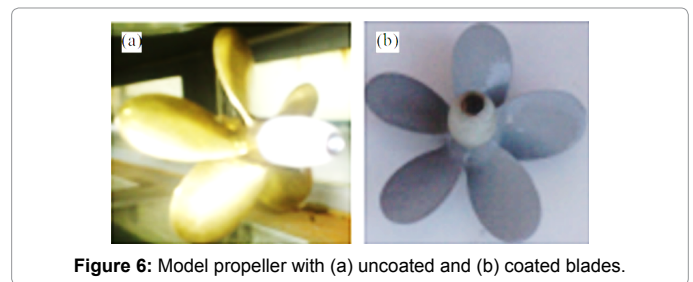 (a)
(b)
Figure 6: Model propeller with (a) uncoated and (b) coated blades.